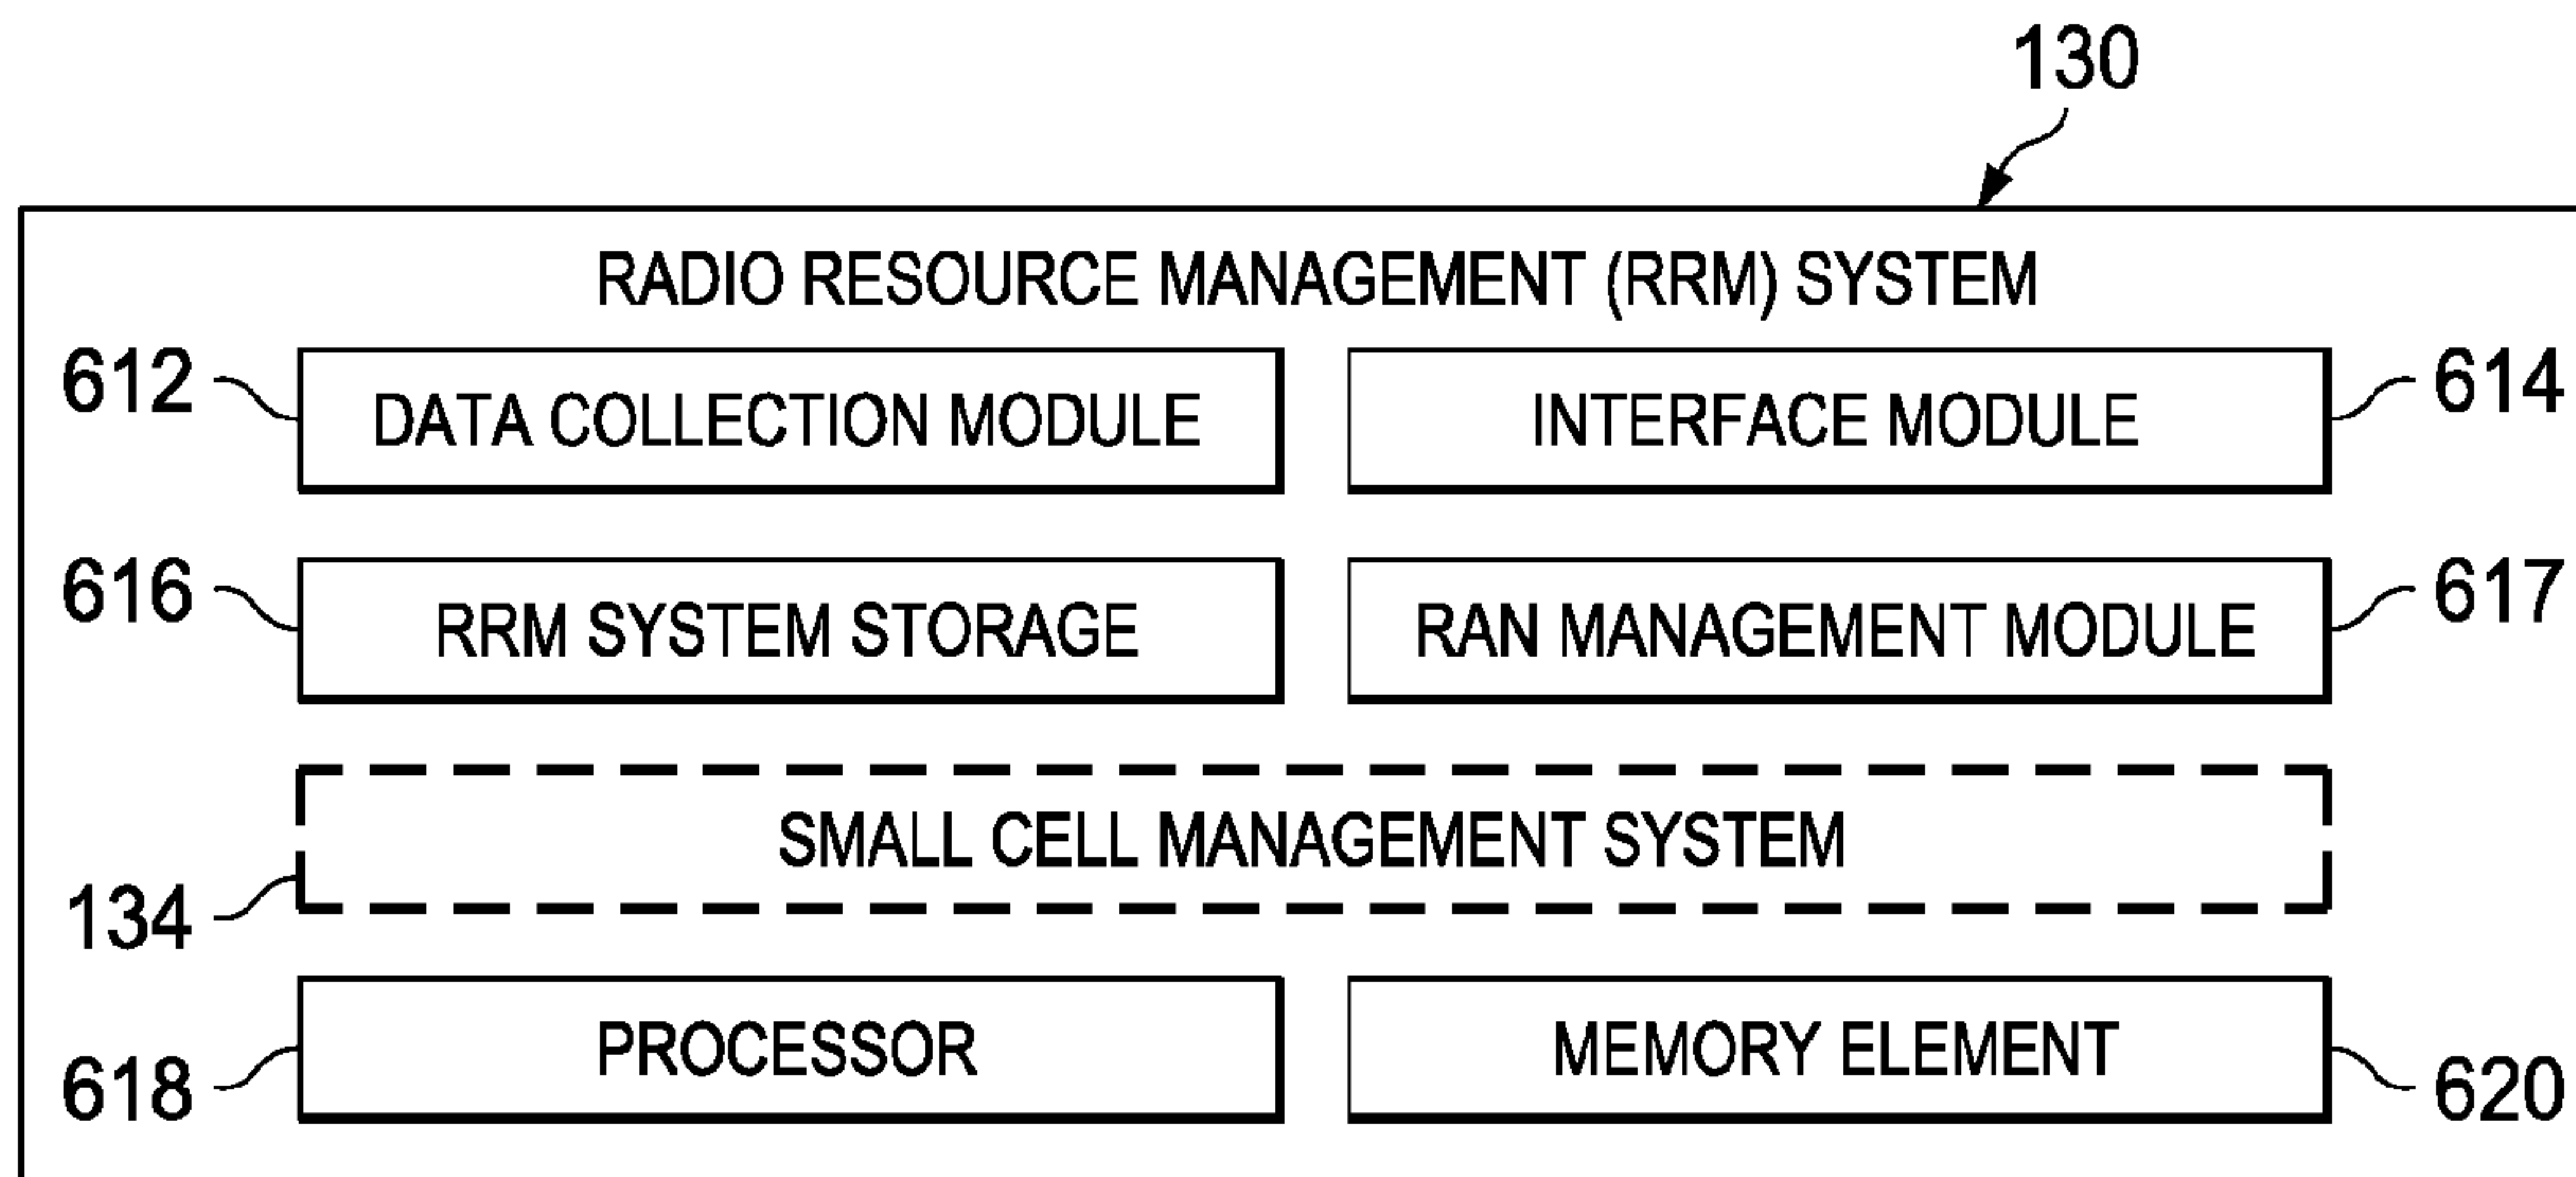 130
RADIO RESOURCE MANAGEMENT (RRM) SYSTEM
612 DATA COLLECTION MODULE INTERFACE MODULE 614
616 RRM SYSTEM STORAGE RAN MANAGEMENT MODULE 617
SMALL CELL MANAGEMENT SYSTEM
134
618 PROCESSOR MEMORY ELEMENT 620